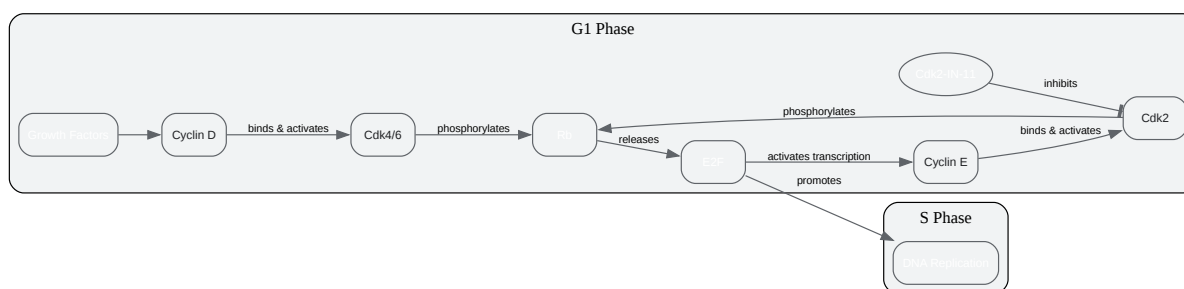 G1 Phase
Cdk2-IN-11
inhibits
phosphorylates
Cdk2
Growth Factors
Cyclin D
binds & activates
Cdk4/6
phosphorylates
Rb
releases
binds & activates
E2F
activates transcription
Cyclin E
promotes
S Phase
DNA Replication